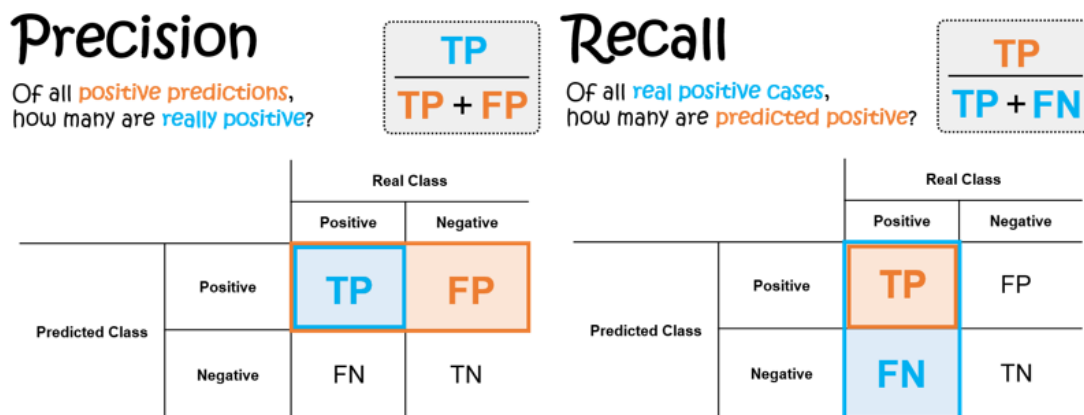 Precision
Of all positive predictions,
how many are really positive?
TP
TP + FP
Real Class
Positive Negative
Predicted Class
Positive TP FP
Negative FN TN
Recall
Of all real positive cases,
how many are predicted positive?
TP
TP + FN
Real Class
Positive Negative
Predicted Class
Positive TP FP
Negative FN TN